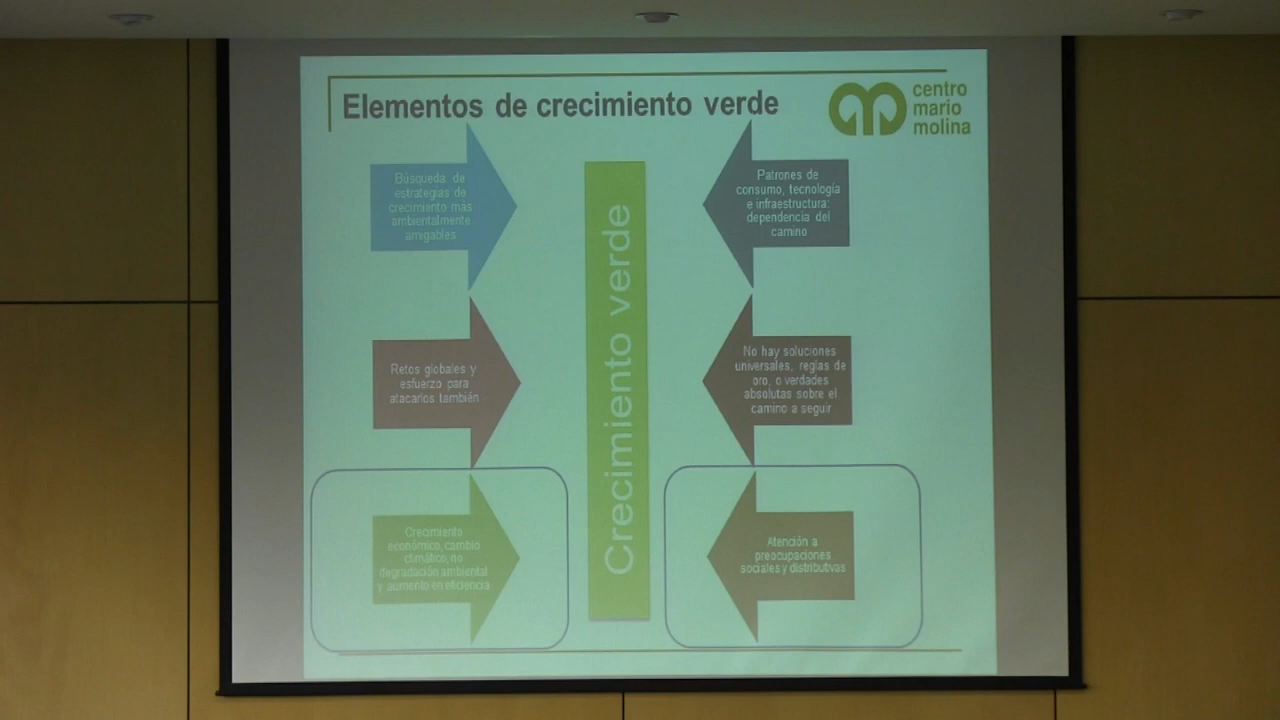 Elementos de crecimiento verde
centro
mario
molina
Búsqueda de
estrategias de
crecimiento más
ambientalmente
amigables
Retos globales y
esfuerzo para
atacarlos también
Crecimiento
económico, cambio
climático, no
degradación ambiental
y aumento en eficiencia
Crecimiento verde
Patrones de
consumo, tecnología
e infraestructura:
dependencia del
camino
No hay soluciones
universales, reglas de
oro, o verdades
absolutas sobre el
camino a seguir
Atención a
preocupaciones
sociales y distributivas